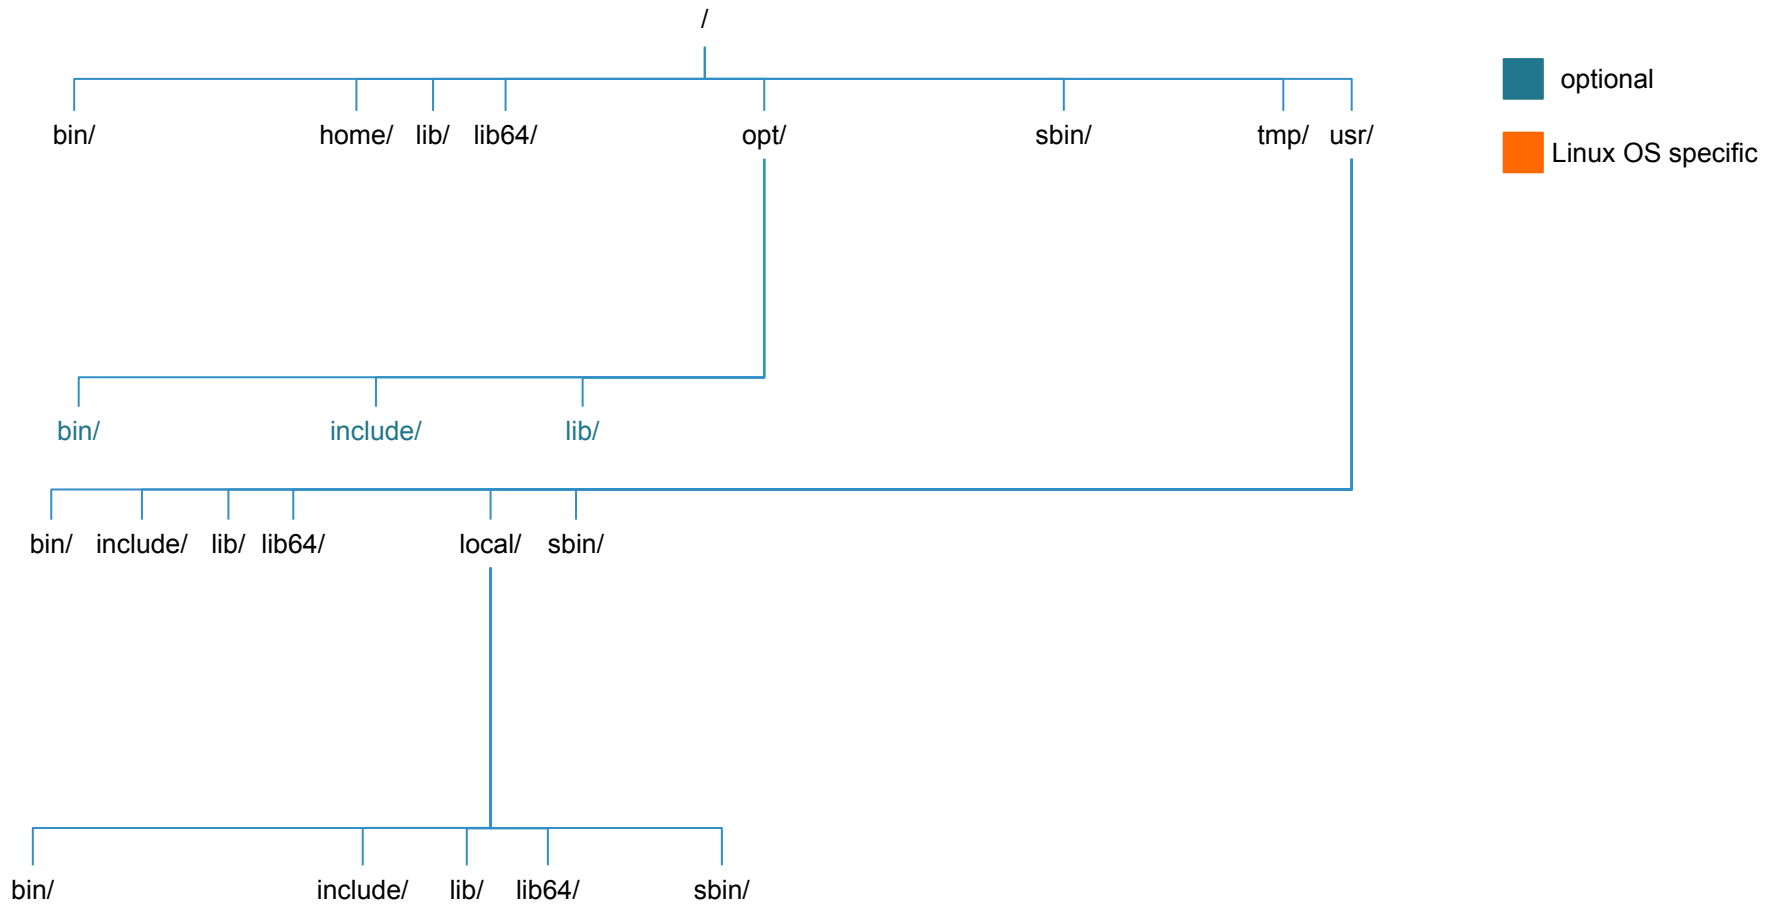 /
optional
bin/ home/ lib/ lib64/ opt/ sbin/ tmp/ usr/
Linux OS specific
bin/ include/ lib/
bin/ include/ lib/ lib64/ local/ sbin/
bin/ include/ lib/ lib64/ sbin/